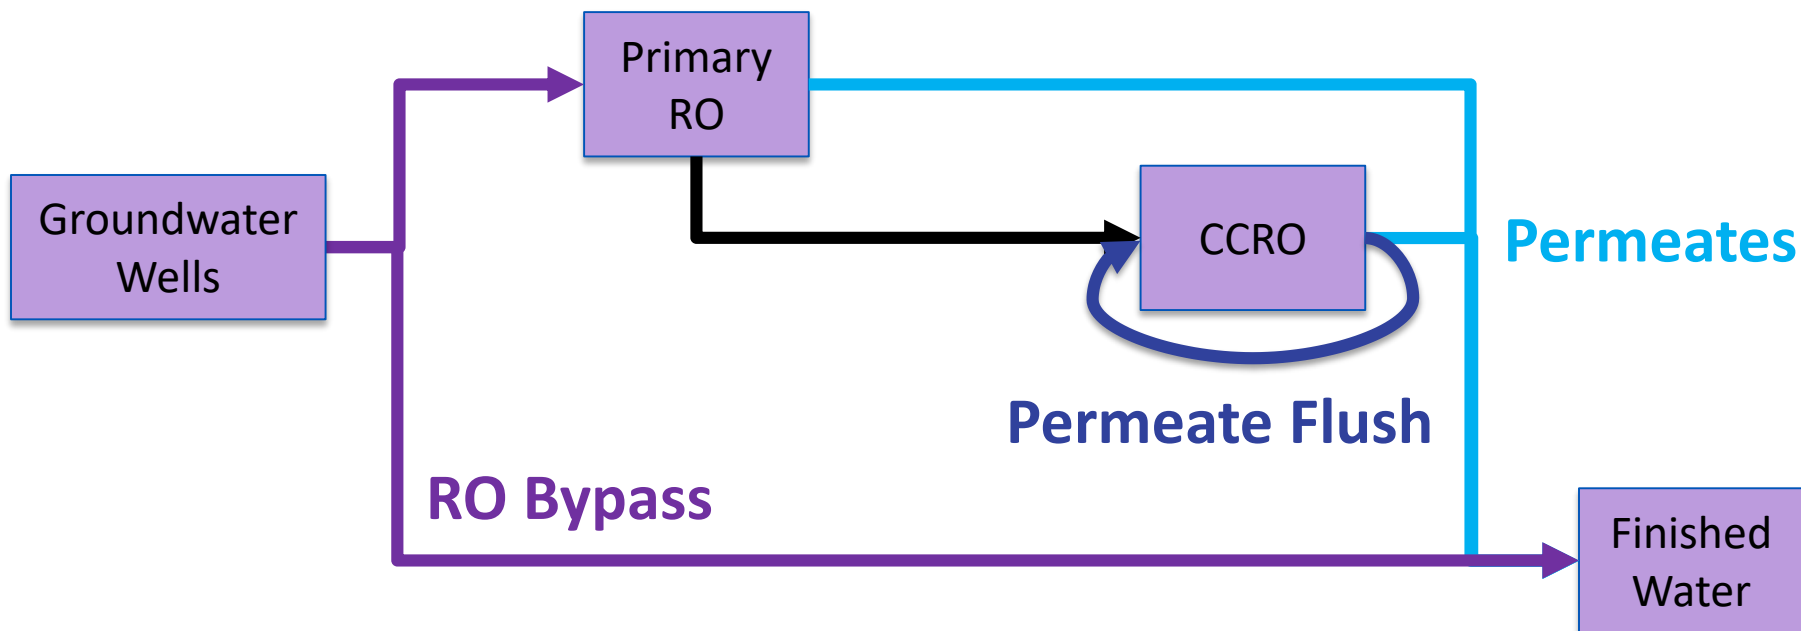 Primary
RO
Groundwater
Wells
CCRO
Permeates
Permeate Flush
RO Bypass
Finished
Water